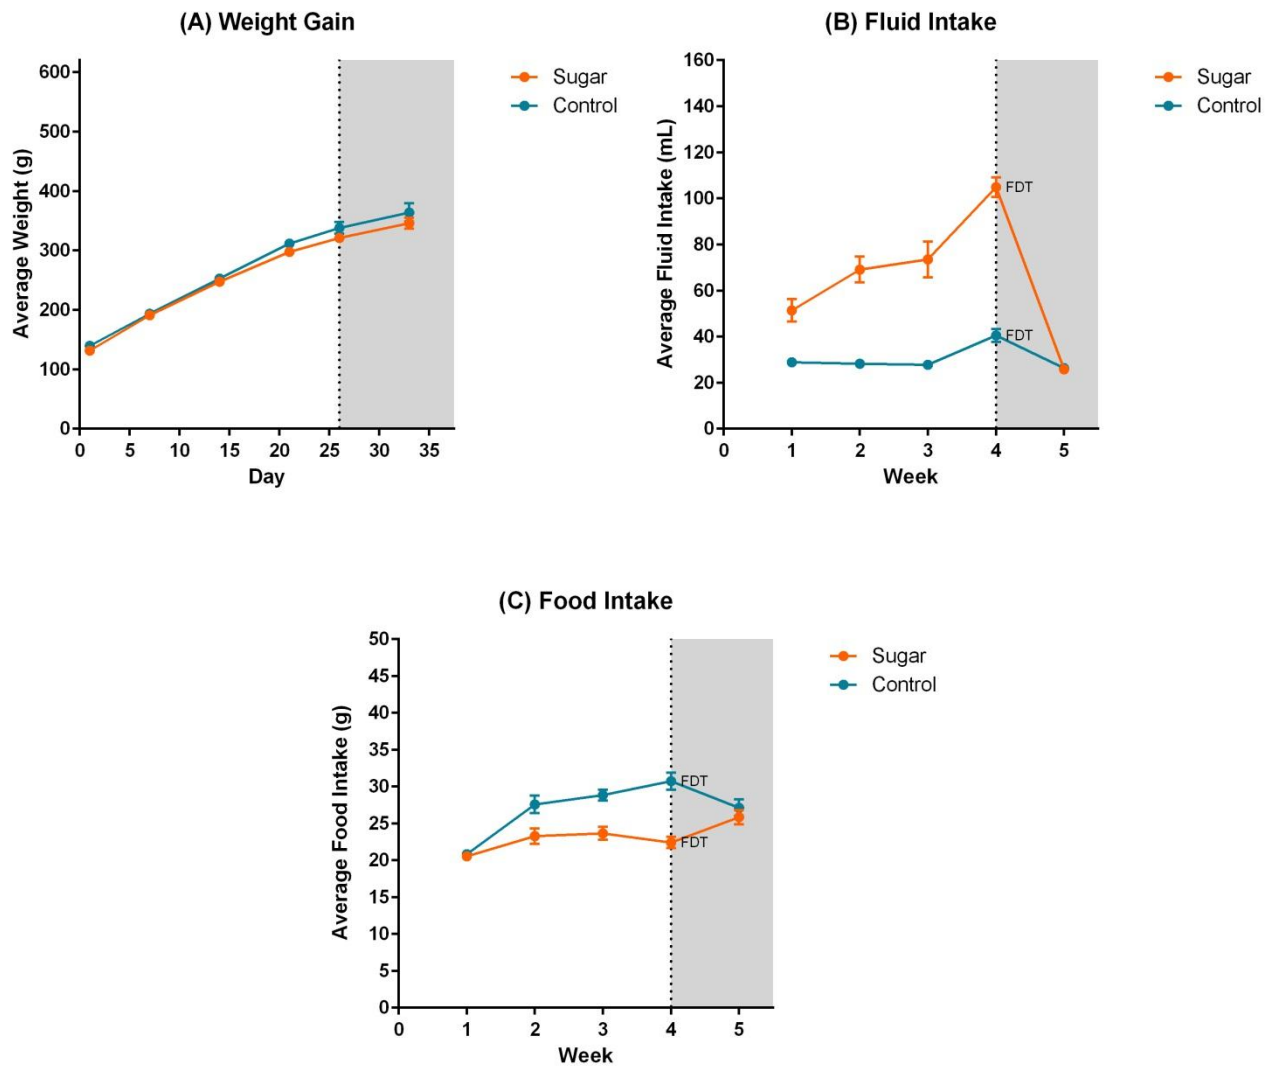 (A) Weight Gain
600
500
400
300
200
100
0
Average Weight (g)
0 5 10 15 20 25 30 35
Day
Sugar
Control
(B) Fluid Intake
160
140
120
100
80
60
40
20
0
Average Fluid Intake (mL)
FDT
FDT
0 1 2 3 4 5
Week
Sugar
Control
(C) Food Intake
50
45
40
35
30
25
20
15
10
5
0
Average Food Intake (g)
FDT
FDT
0 1 2 3 4 5
Week
Sugar
Control